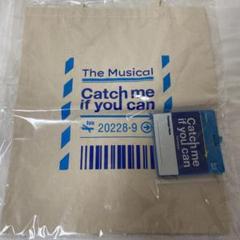 The Musical
Catch me
if you can
20228-9
Catch me
if you can